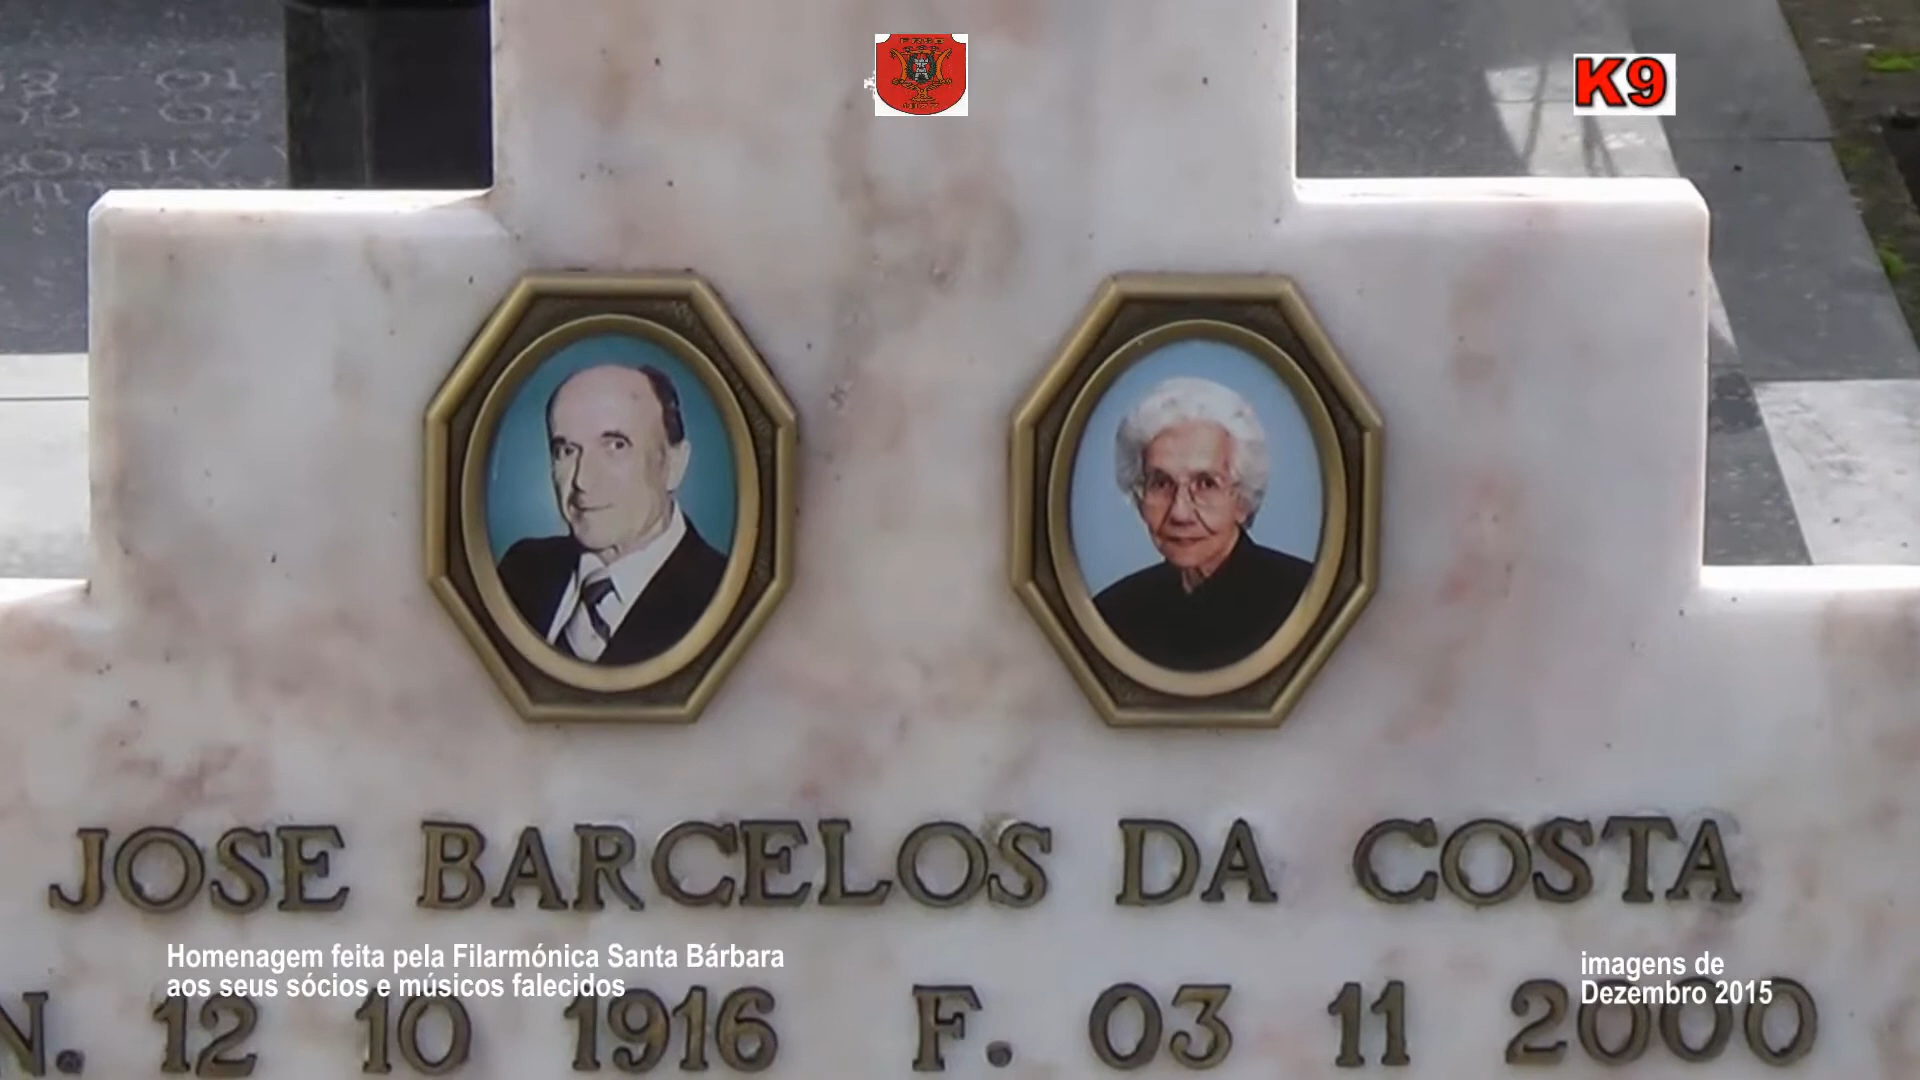 K9
JOSE BARCELOS DA COSTA
Homenagem feita pela Filarmónica Santa Bárbara
aos seus sócios e músicos falecidos
imagens de
Dezembro 2015
N. 12 10 1916 F. 03 11 2000